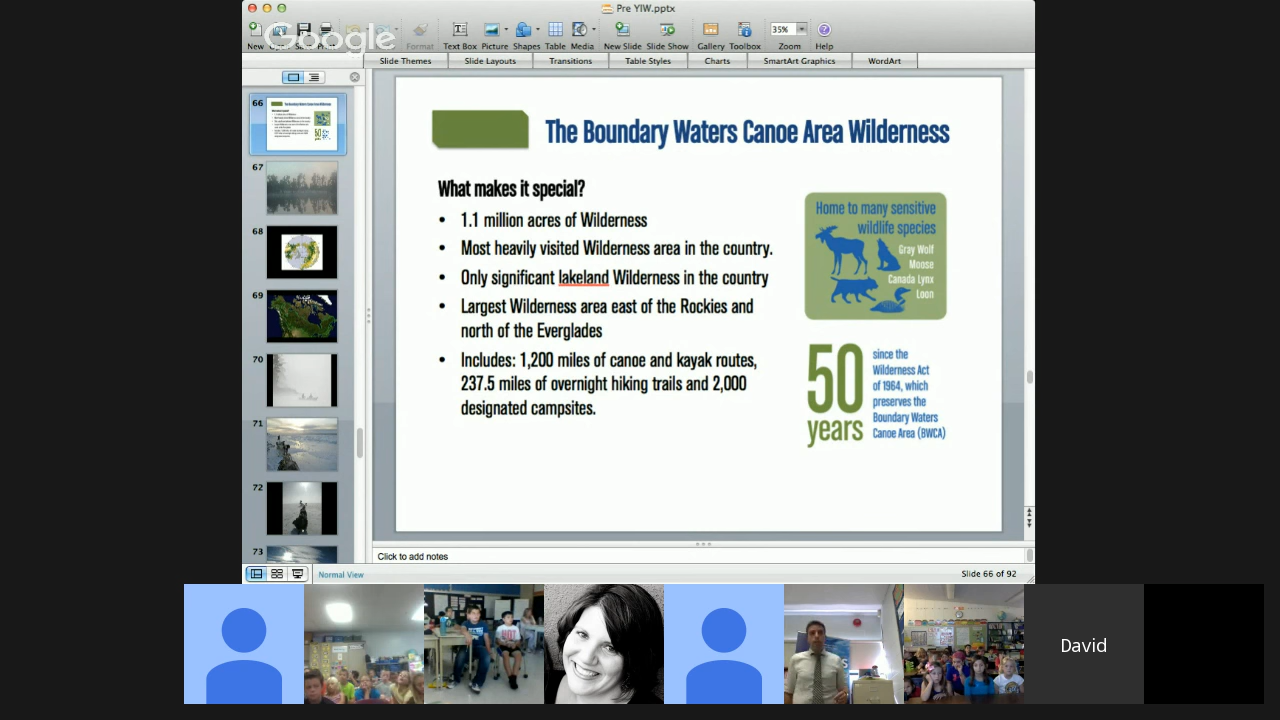 Pre YIW.pptx
Google
New
Format
Text Box
Picture
Shapes
Table
Media
New Slide
Slide Show
Gallery
Toolbox
35%
Zoom
Help
Slide Themes
Slide Layouts
Transitions
Table Styles
Charts
SmartArt Graphics
WordArt
66
67
68
69
70
71
72
73
The Boundary Waters Canoe Area Wilderness
What makes it special?
• 1.1 million acres of Wilderness
• Most heavily visited Wilderness area in the country.
• Only significant lakeland Wilderness in the country
• Largest Wilderness area east of the Rockies and
north of the Everglades
• Includes: 1,200 miles of canoe and kayak routes,
237.5 miles of overnight hiking trails and 2,000
designated campsites.
Home to many sensitive
wildlife species
Gray Wolf
Moose
Canada Lynx
Loon
50
years
since the
Wilderness Act
of 1964, which
preserves the
Boundary Waters
Canoe Area (BWCA)
Click to add notes
Normal View
Slide 66 of 92
David